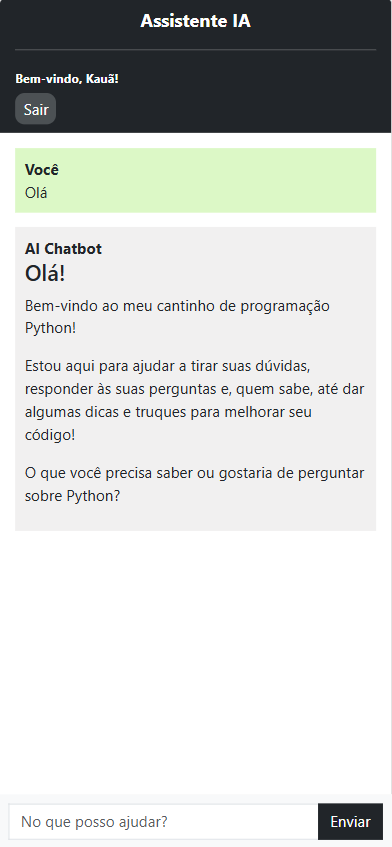 Assistente IA
Bem-vindo, Kauã!
Sair
Você
Olá
AI Chatbot
Olá!
Bem-vindo ao meu cantinho de programação
Python!
Estou aqui para ajudar a tirar suas dúvidas,
responder às suas perguntas e, quem sabe, até dar
algumas dicas e truques para melhorar seu
código!
O que você precisa saber ou gostaria de perguntar
sobre Python?
No que posso ajudar?
Enviar